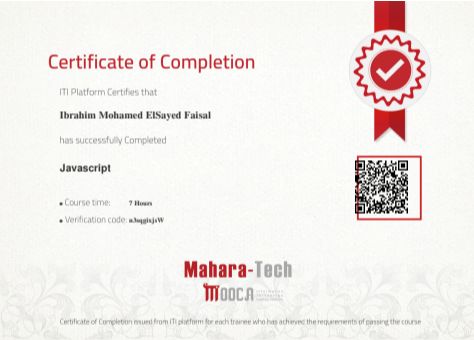 Certificate of Completion
ITI Platform Certifies that
Ibrahim Mohamed ElSayed Faisal
has successfully Completed
Javascript
• Course time: 7 Hours
• Verification code:
Mahara-Tech
MOOCA
Certificate of Completion issued from ITI platform for each trainee who has achieved the requirements of passing the course